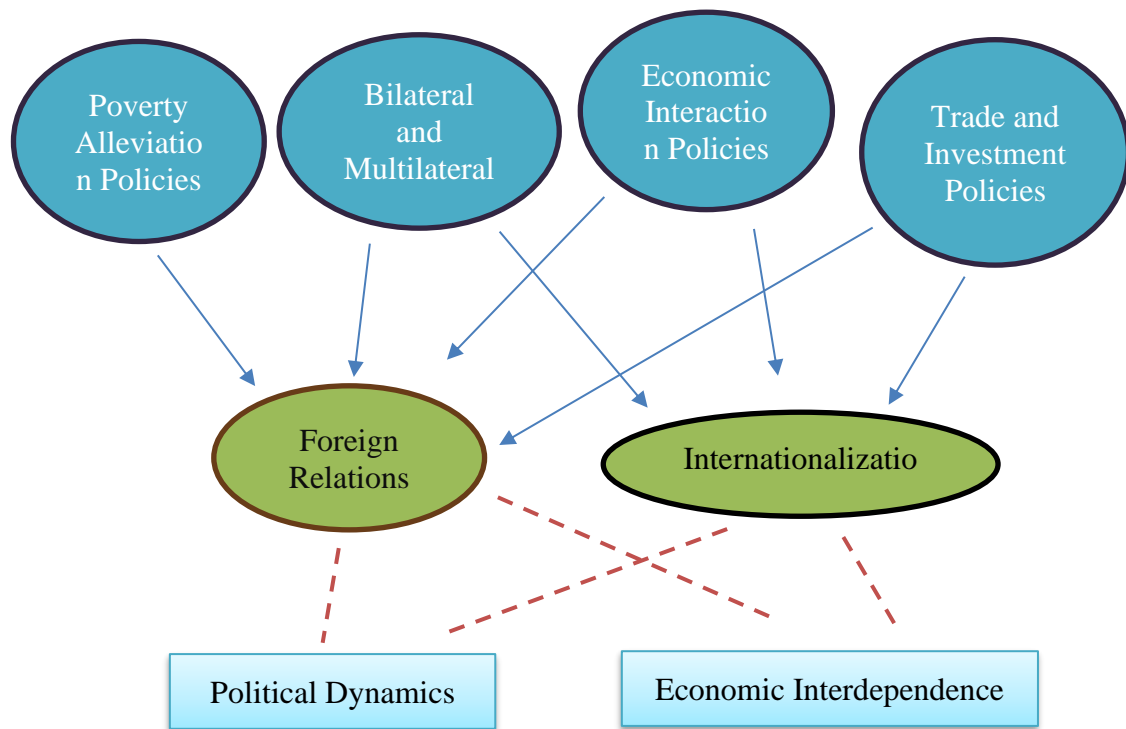 Poverty
Alleviatio
n Policies
Bilateral
and
Multilateral
Economic
Interactio
n Policies
Trade and
Investment
Policies
Foreign
Relations
Internationalizatio
Political Dynamics
Economic Interdependence